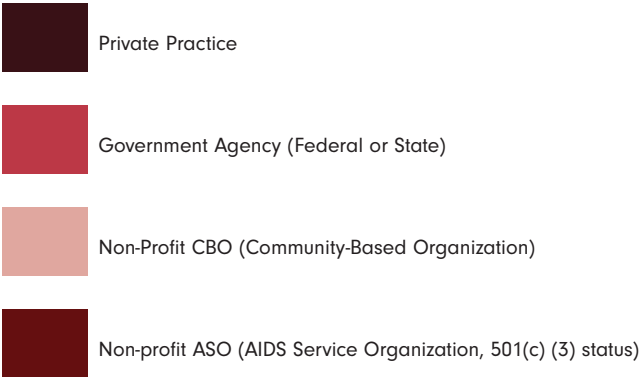 Private Practice
Government Agency (Federal or State)
Non-Profit CBO (Community-Based Organization)
Non-profit ASO (AIDS Service Organization, 501(c) (3) status)